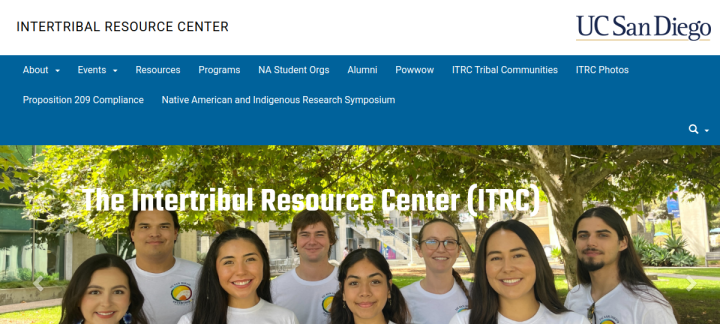 INTERTRIBAL RESOURCE CENTER
UC San Diego
About Events Resources Programs NA Student Orgs Alumni Powwow ITRC Tribal Communities ITRC Photos
Proposition 209 Compliance Native American and Indigenous Research Symposium
The Intertribal Resource Center (ITRC)